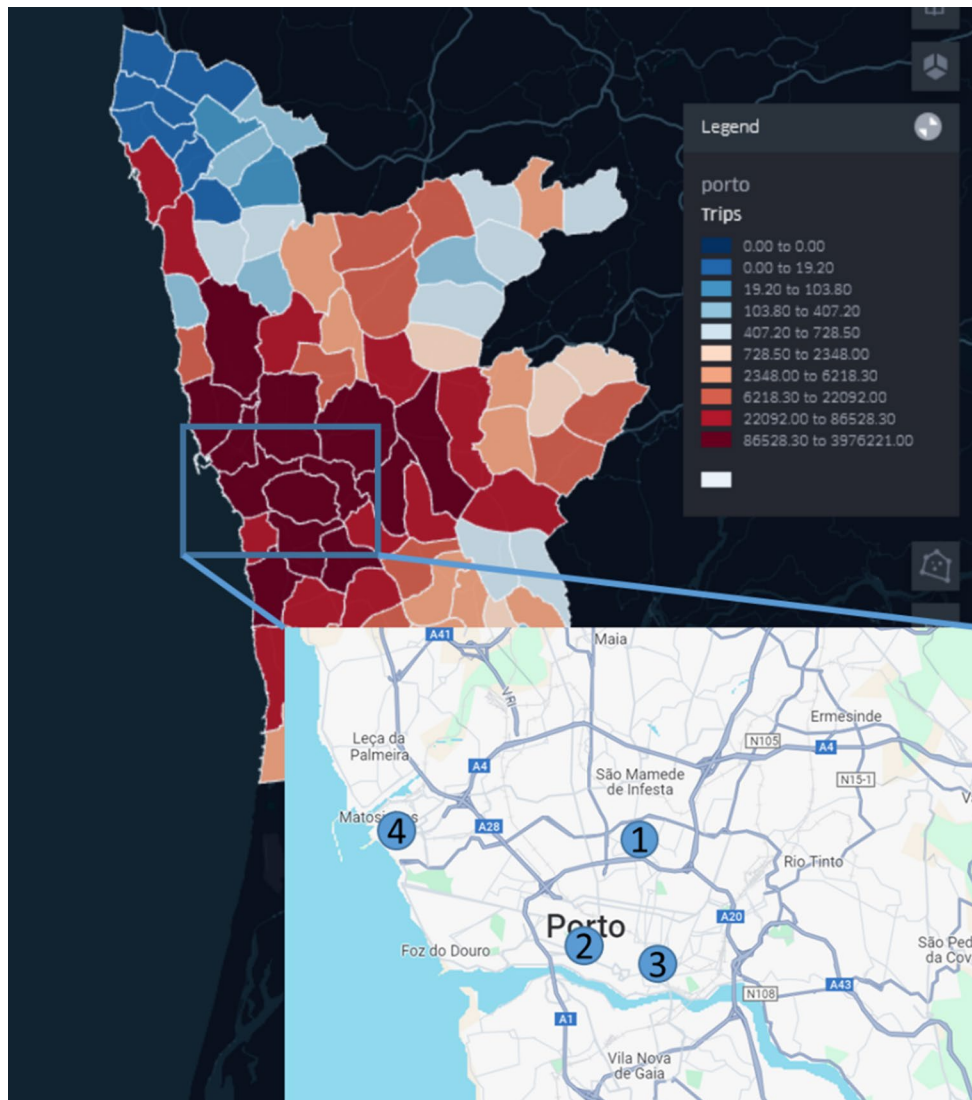 Legend
porto
Trips
0.00 to 0.00
0.00 to 19.20
19.20 to 103.80
103.80 to 407.20
407.20 to 728.50
728.50 to 2348.00
2348.00 to 6218.30
6218.30 to 22092.00
22092.00 to 86528.30
86528.30 to 3976221.00
A41
Maia
VRI
Ermesinde
Leça da
Palmeira
N105
A4
A4
São Mamede
de Infesta
N15-1
4
A28
1
Rio Tinto
Porto
A20
2
Foz do Douro
3
São Ped
da Cov
A43
N108
A1
Vila Nova
de Gaia